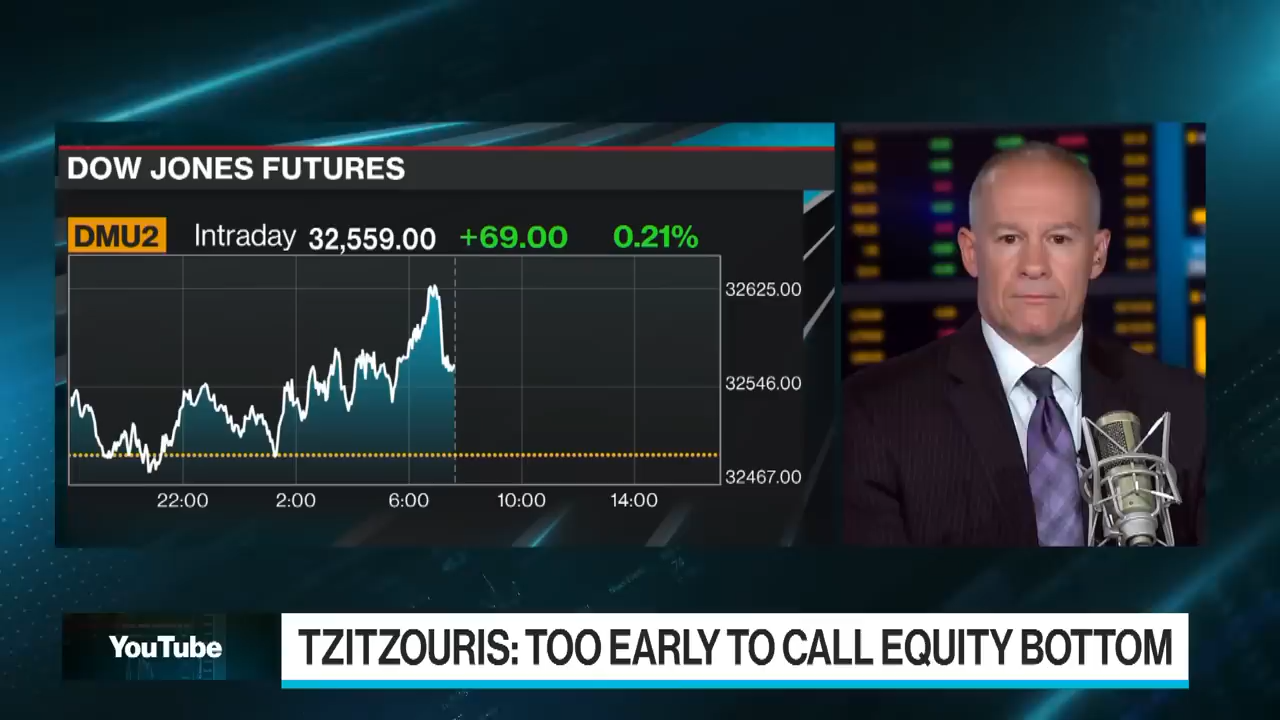 DOW JONES FUTURES
DMU2 Intraday 32,559.00 +69.00 0.21%
32625.00
32546.00
32467.00
22:00 2:00 6:00 10:00 14:00
YouTube
TZITZOURIS: TOO EARLY TO CALL EQUITY BOTTOM